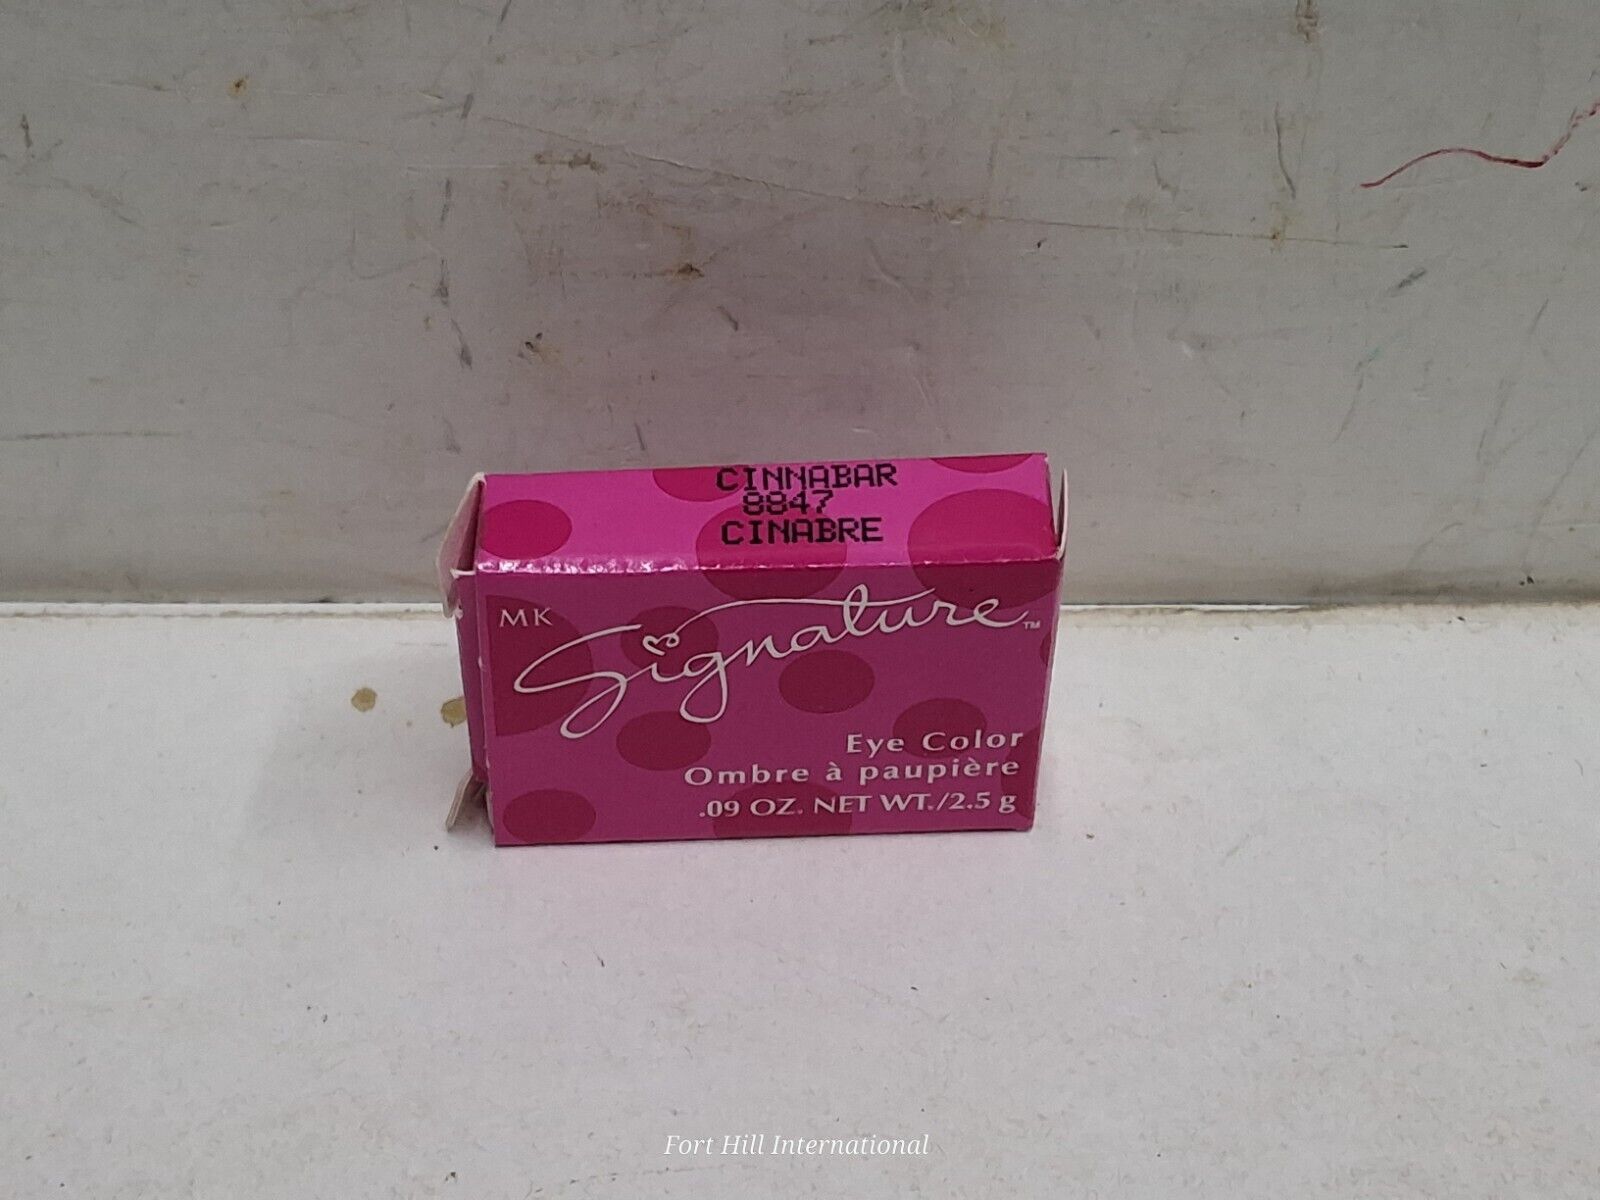 CINNABAR
8847
CINABRE
MK
Signature™
Eye Color
Ombre à paupière
.09 OZ. NET WT./2.5 g
Fort Hill International